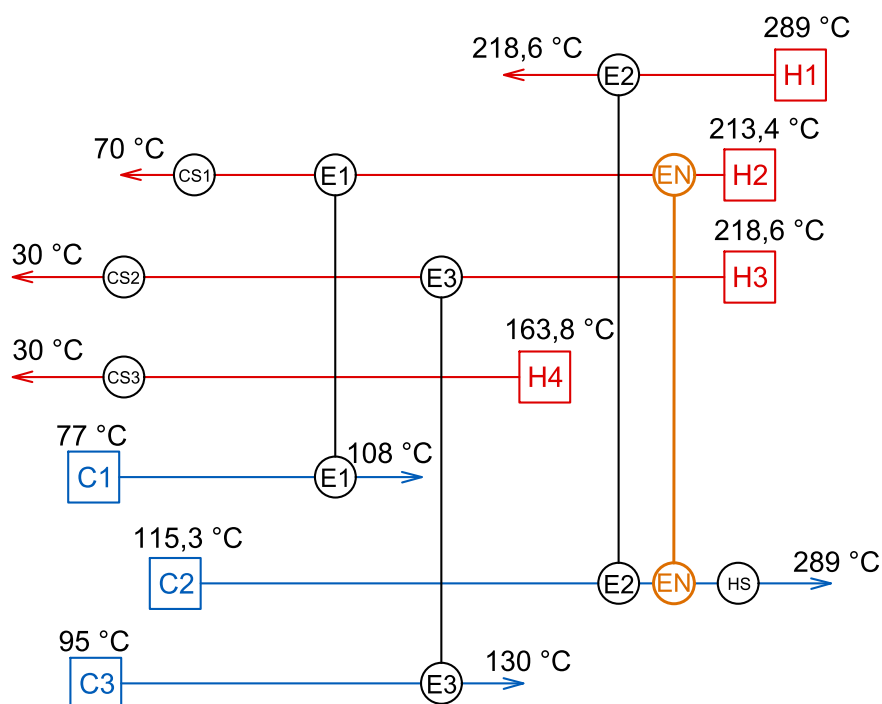 289 °C
218,6 °C
E2
H1
213,4 °C
70 °C
CS1
E1
EN
H2
218,6 °C
30 °C
CS2
E3
H3
163,8 °C
30 °C
CS3
H4
77 °C
108 °C
C1
E1
115,3 °C
289 °C
C2
E2
EN
HS
95 °C
130 °C
C3
E3